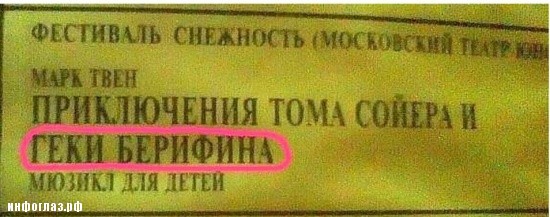 ФЕСТИВАЛЬ СНЕЖНОСТЬ (МОСКОВСКИЙ ТЕАТР
МАРК ТВЕН
ПРИКЛЮЧЕНИЯ ТОМА СОЙЕРА И
ГЕКИ БЕРИФИНА
МЮЗИКЛ ДЛЯ ДЕТЕЙ
инфоглаз.рф